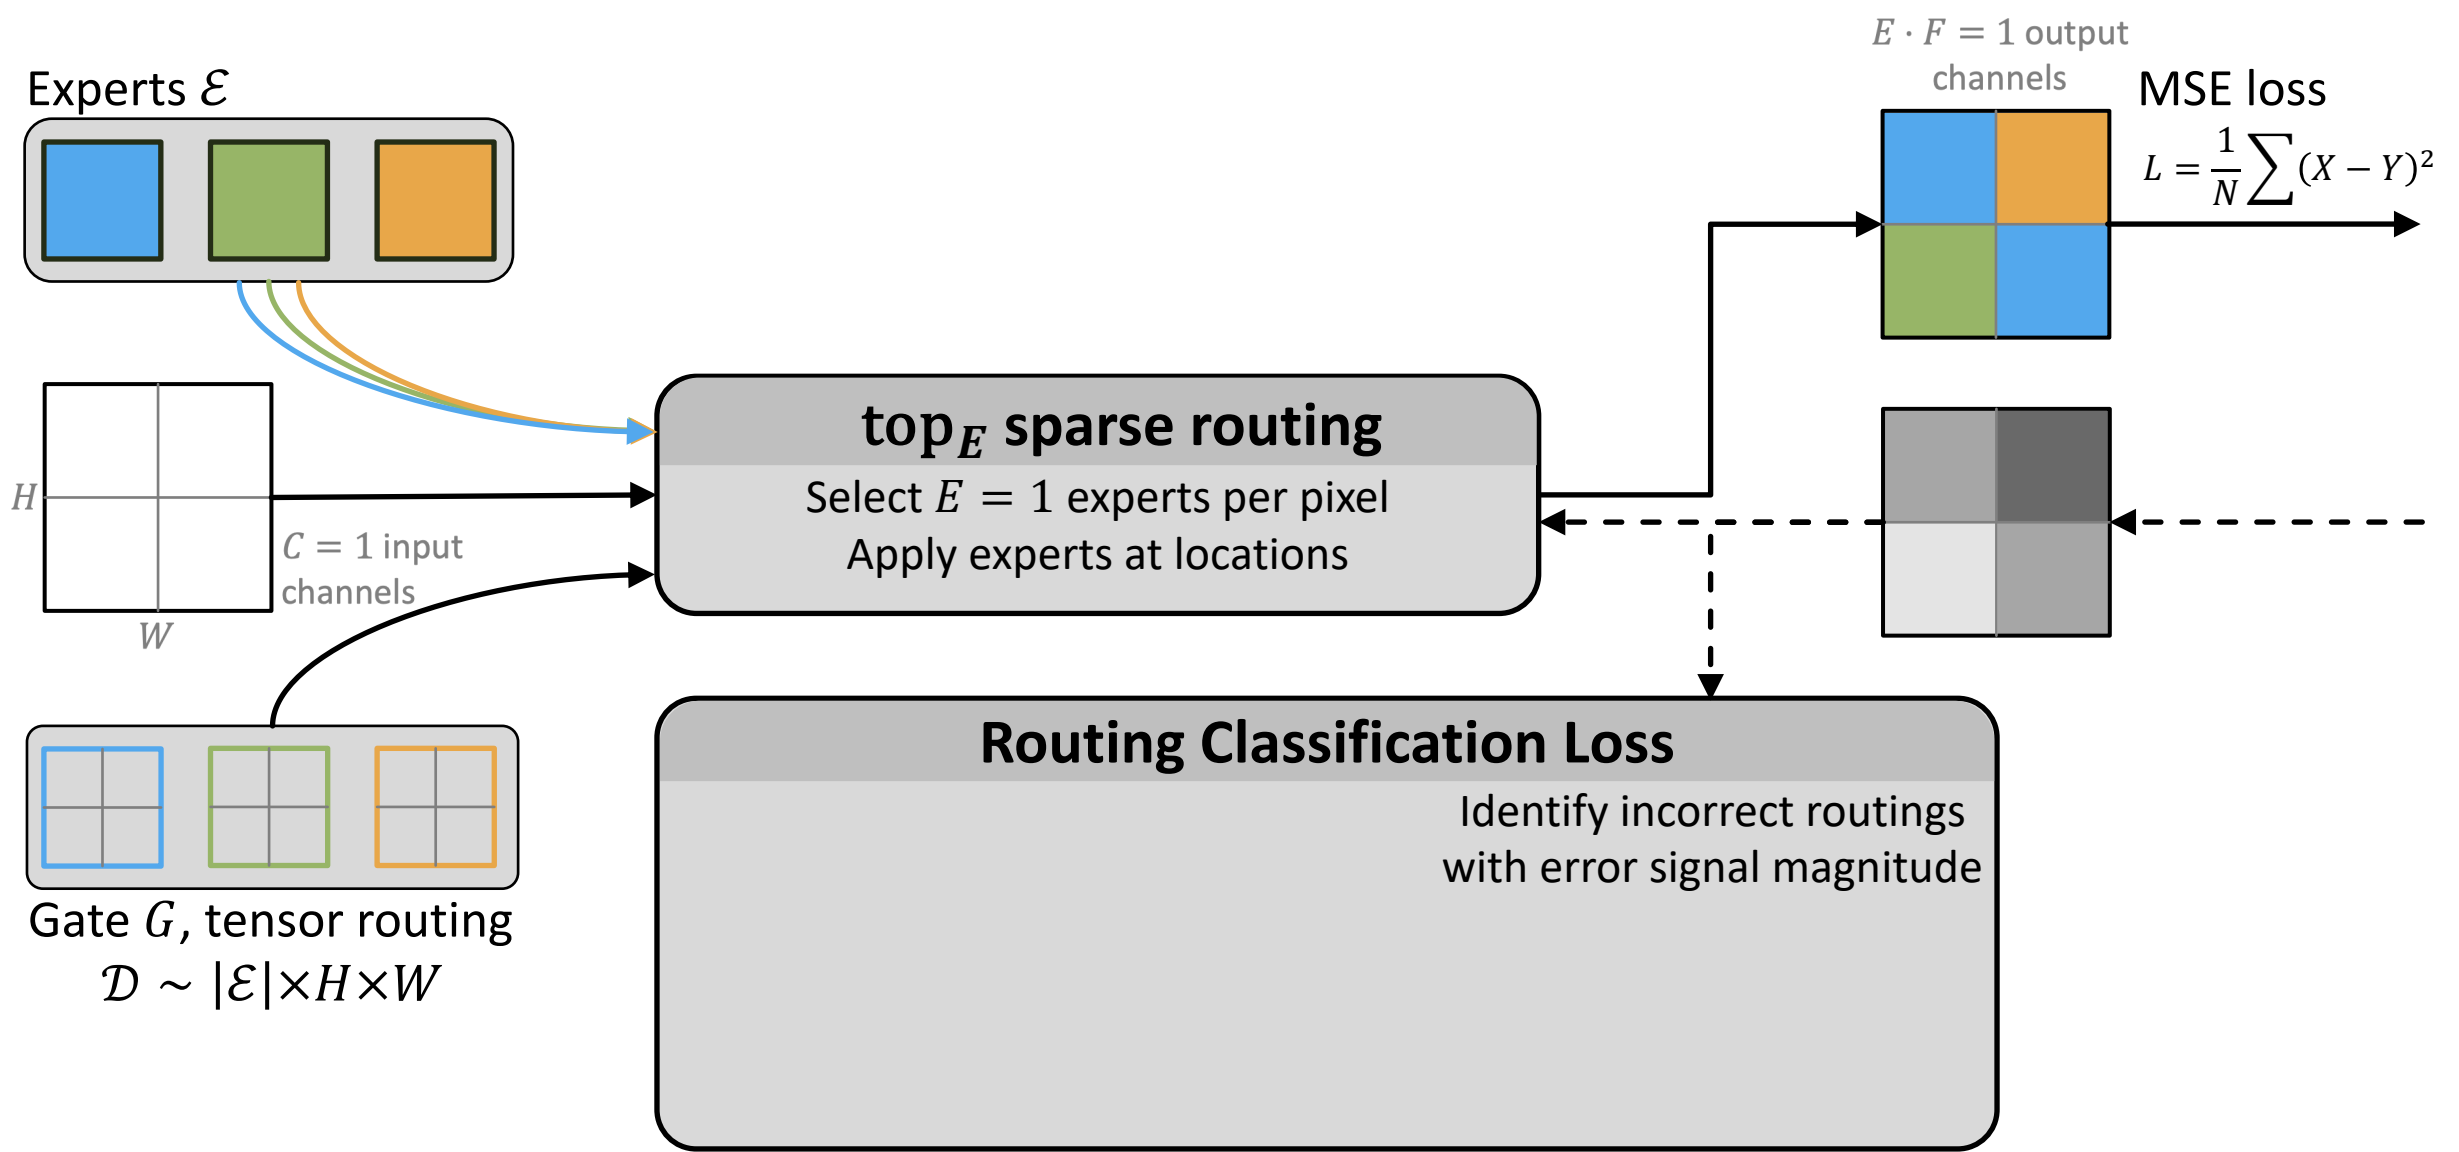 E · F = 1 output
channels
Experts ℰ
MSE loss
L = 1/N ∑(X − Y)²
top_E sparse routing
Select E = 1 experts per pixel
Apply experts at locations
H
C = 1 input
channels
W
Routing Classification Loss
Identify incorrect routings
with error signal magnitude
Gate G, tensor routing
𝒟 ~ |ℰ|×H×W